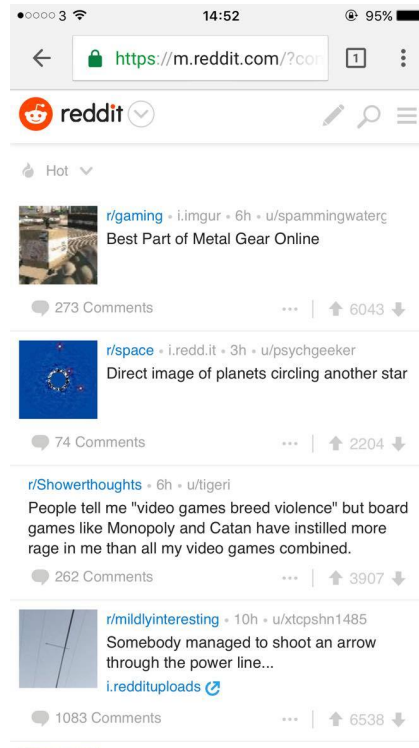 3 14:52 95%
https://m.reddit.com/?co 1
reddit
Hot
r/gaming • i.imgur • 6h • u/spammingwaterg
Best Part of Metal Gear Online
273 Comments ... 6043
r/space • i.redd.it • 3h • u/psychgeeker
Direct image of planets circling another star
74 Comments ... 2204
r/Showerthoughts • 6h • u/tigeri
People tell me "video games breed violence" but board
games like Monopoly and Catan have instilled more
rage in me than all my video games combined.
262 Comments ... 3907
r/mildlyinteresting • 10h • u/xtcpshn1485
Somebody managed to shoot an arrow
through the power line...
i.reddituploads
1083 Comments ... 6538